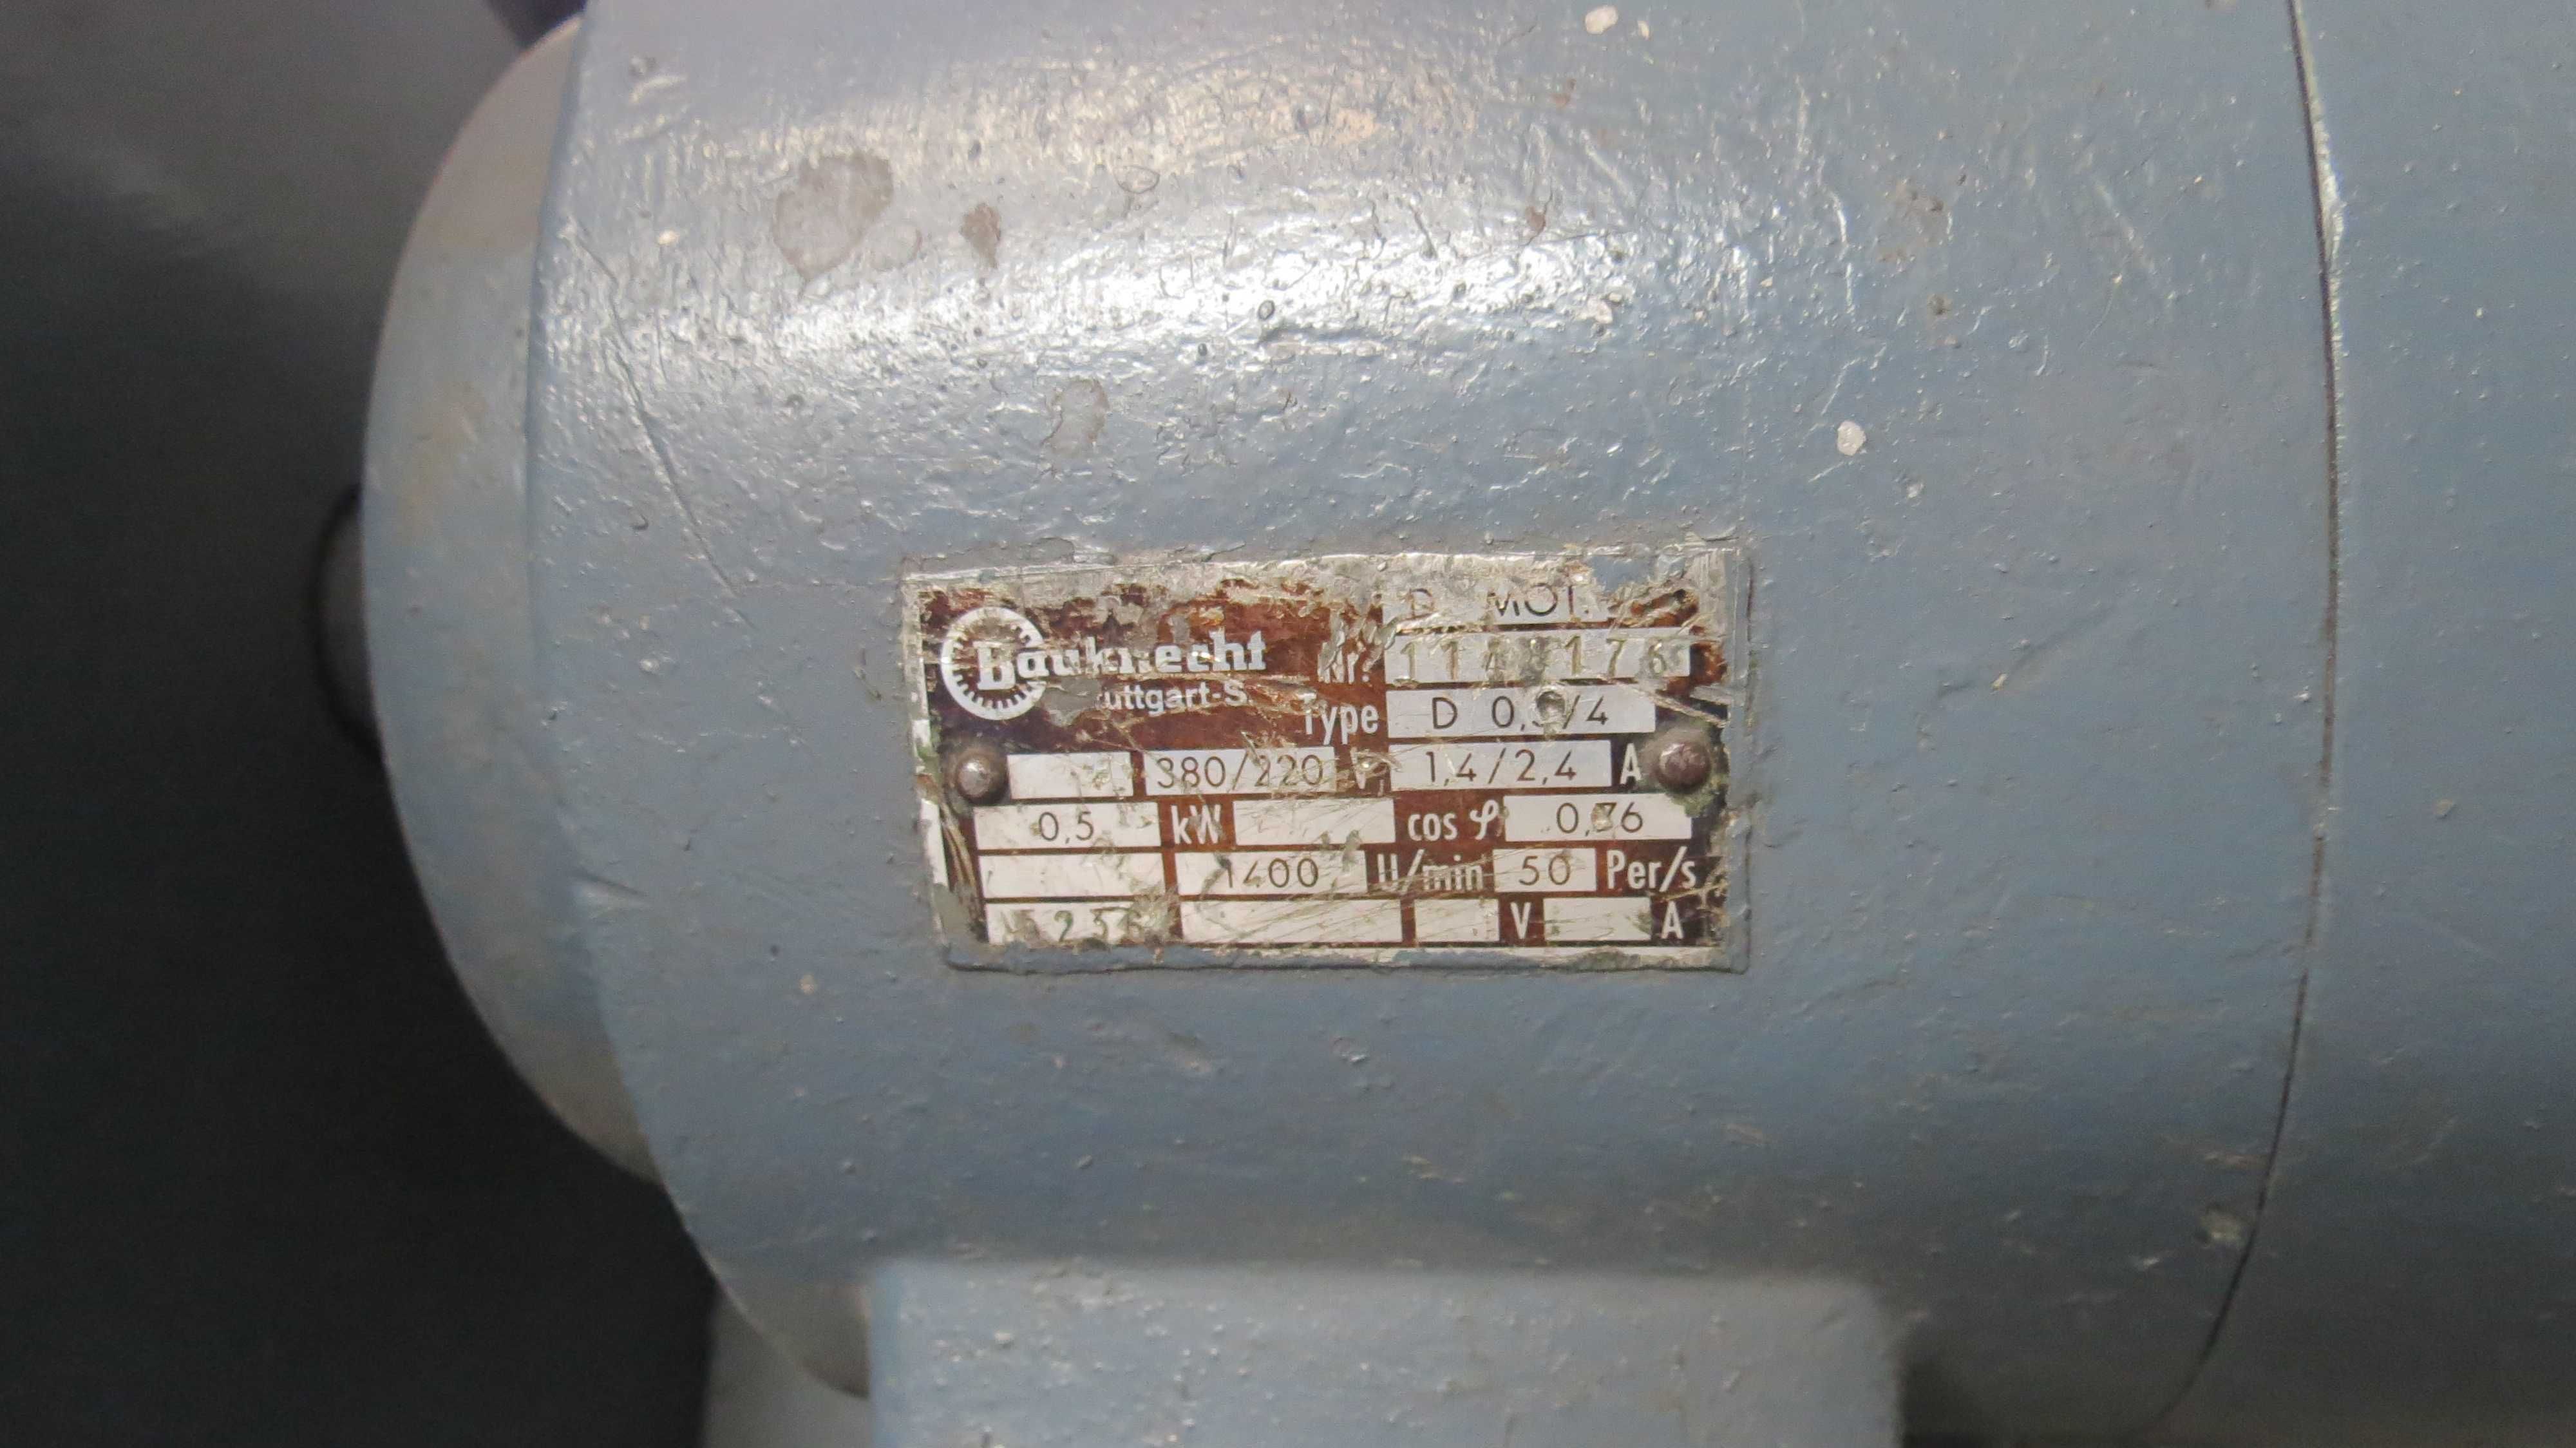 D MOT.
Bauknecht Nr.
Stuttgart-S Type D 0,5/4
380/220 V 1,4/2,4 A
0,5 kW cos φ 0,76
1400 U/min 50 Per/s
V A